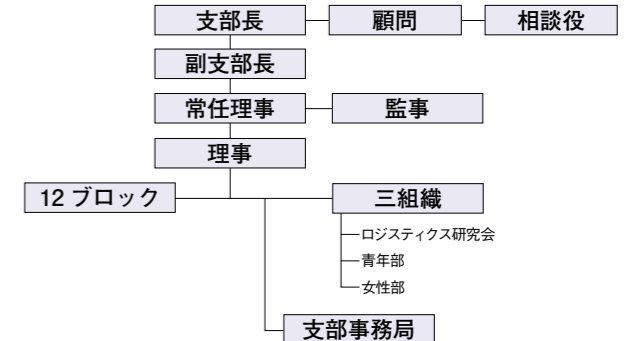 支部長 顧問 相談役
副支部長
常任理事 監事
理事
12 ブロック 三組織
ロジスティクス研究会
青年部
女性部
支部事務局